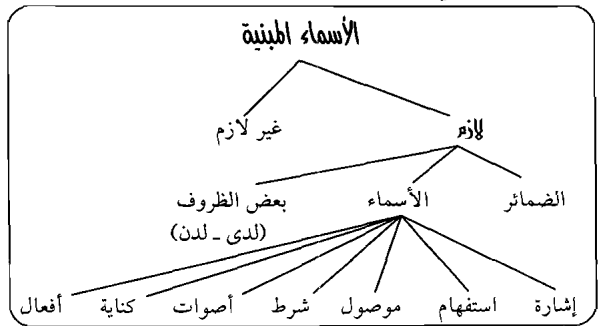 الأسماء المبنية
لازم غير لازم
الضمائر الأسماء بعض الظروف
(لدى ـ لدن)
إشارة استفهام موصول شرط أصوات كناية أفعال